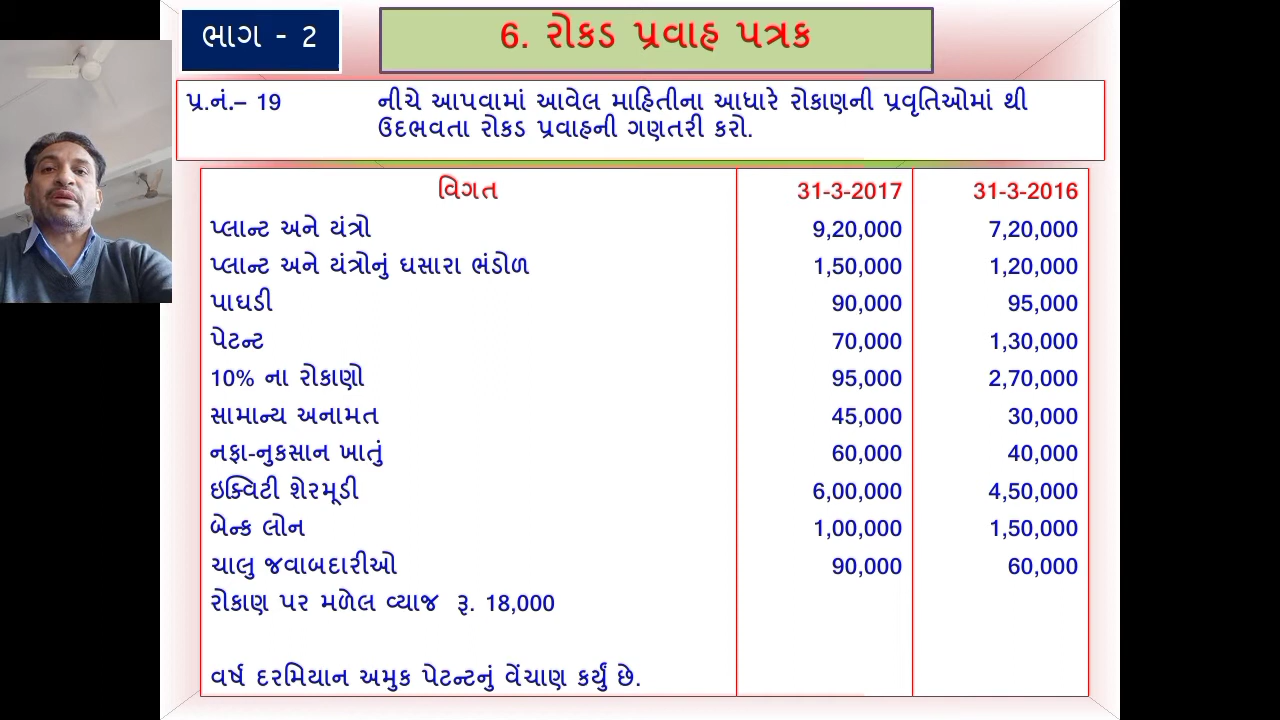 ભાગ - 2
6. રોકડ પ્રવાહ પત્રક
પ્ર.નં.– 19 નીચે આપવામાં આવેલ માહિતીના આધારે રોકાણની પ્રવૃતિઓમાં થી
ઉદભવતા રોકડ પ્રવાહની ગણતરી કરો.
વિગત 31-3-2017 31-3-2016
પ્લાન્ટ અને યંત્રો 9,20,000 7,20,000
પ્લાન્ટ અને યંત્રોનું ઘસારા ભંડોળ 1,50,000 1,20,000
પાઘડી 90,000 95,000
પેટન્ટ 70,000 1,30,000
10% ના રોકાણો 95,000 2,70,000
સામાન્ય અનામત 45,000 30,000
નફા-નુકસાન ખાતું 60,000 40,000
ઇક્વિટી શેરમૂડી 6,00,000 4,50,000
બેન્ક લોન 1,00,000 1,50,000
ચાલુ જવાબદારીઓ 90,000 60,000
રોકાણ પર મળેલ વ્યાજ રૂ. 18,000
વર્ષ દરમિયાન અમુક પેટન્ટનું વેંચાણ કર્યું છે.